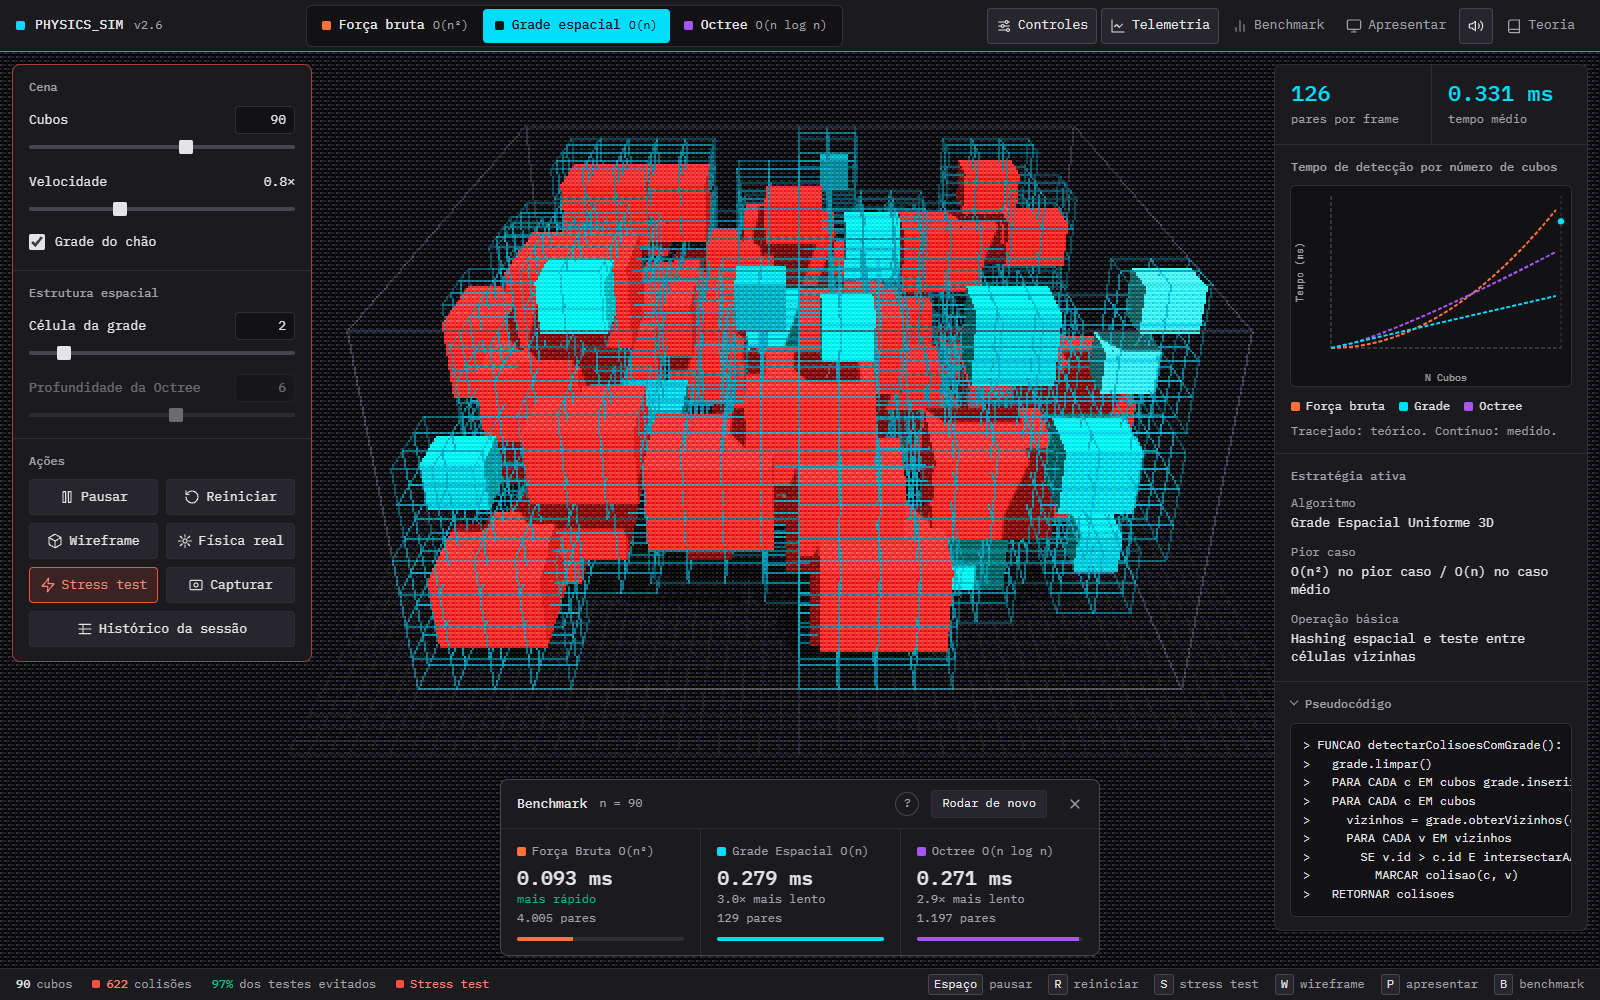 PHYSICS_SIM v2.6
Força bruta O(n²)
Grade espacial O(n)
Octree O(n log n)
Controles
Telemetria
Benchmark
Apresentar
Teoria
Cena
Cubos 90
Velocidade 0.8×
Grade do chão
Estrutura espacial
Célula da grade 2
Profundidade da Octree 6
Ações
Pausar
Reiniciar
Wireframe
Fisica real
Stress test
Capturar
Histórico da sessão
126
pares por frame
0.331 ms
tempo médio
Tempo de detecção por número de cubos
Tempo (ms)
N Cubos
Força bruta Grade Octree
Tracejado: teórico. Contínuo: medido.
Estratégia ativa
Algoritmo
Grade Espacial Uniforme 3D
Pior caso
O(n²) no pior caso / O(n) no caso
médio
Operação básica
Hashing espacial e teste entre
células vizinhas
Pseudocódigo
> FUNCAO detectarColisoesComGrade():
> grade.limpar()
> PARA CADA c EM cubos grade.inseri
> PARA CADA c EM cubos
> vizinhos = grade.obterVizinhos(
> PARA CADA v EM vizinhos
> SE v.id > c.id E intersectarA
> MARCAR colisao(c, v)
> RETORNAR colisoes
Benchmark n = 90
?
Rodar de novo
Força Bruta O(n²)
0.093 ms
mais rápido
4.005 pares
Grade Espacial O(n)
0.279 ms
3.0× mais lento
129 pares
Octree O(n log n)
0.271 ms
2.9× mais lento
1.197 pares
90 cubos
622 colisões
97% dos testes evitados
Stress test
Espaço pausar
R reiniciar
S stress test
W wireframe
P apresentar
B benchmark